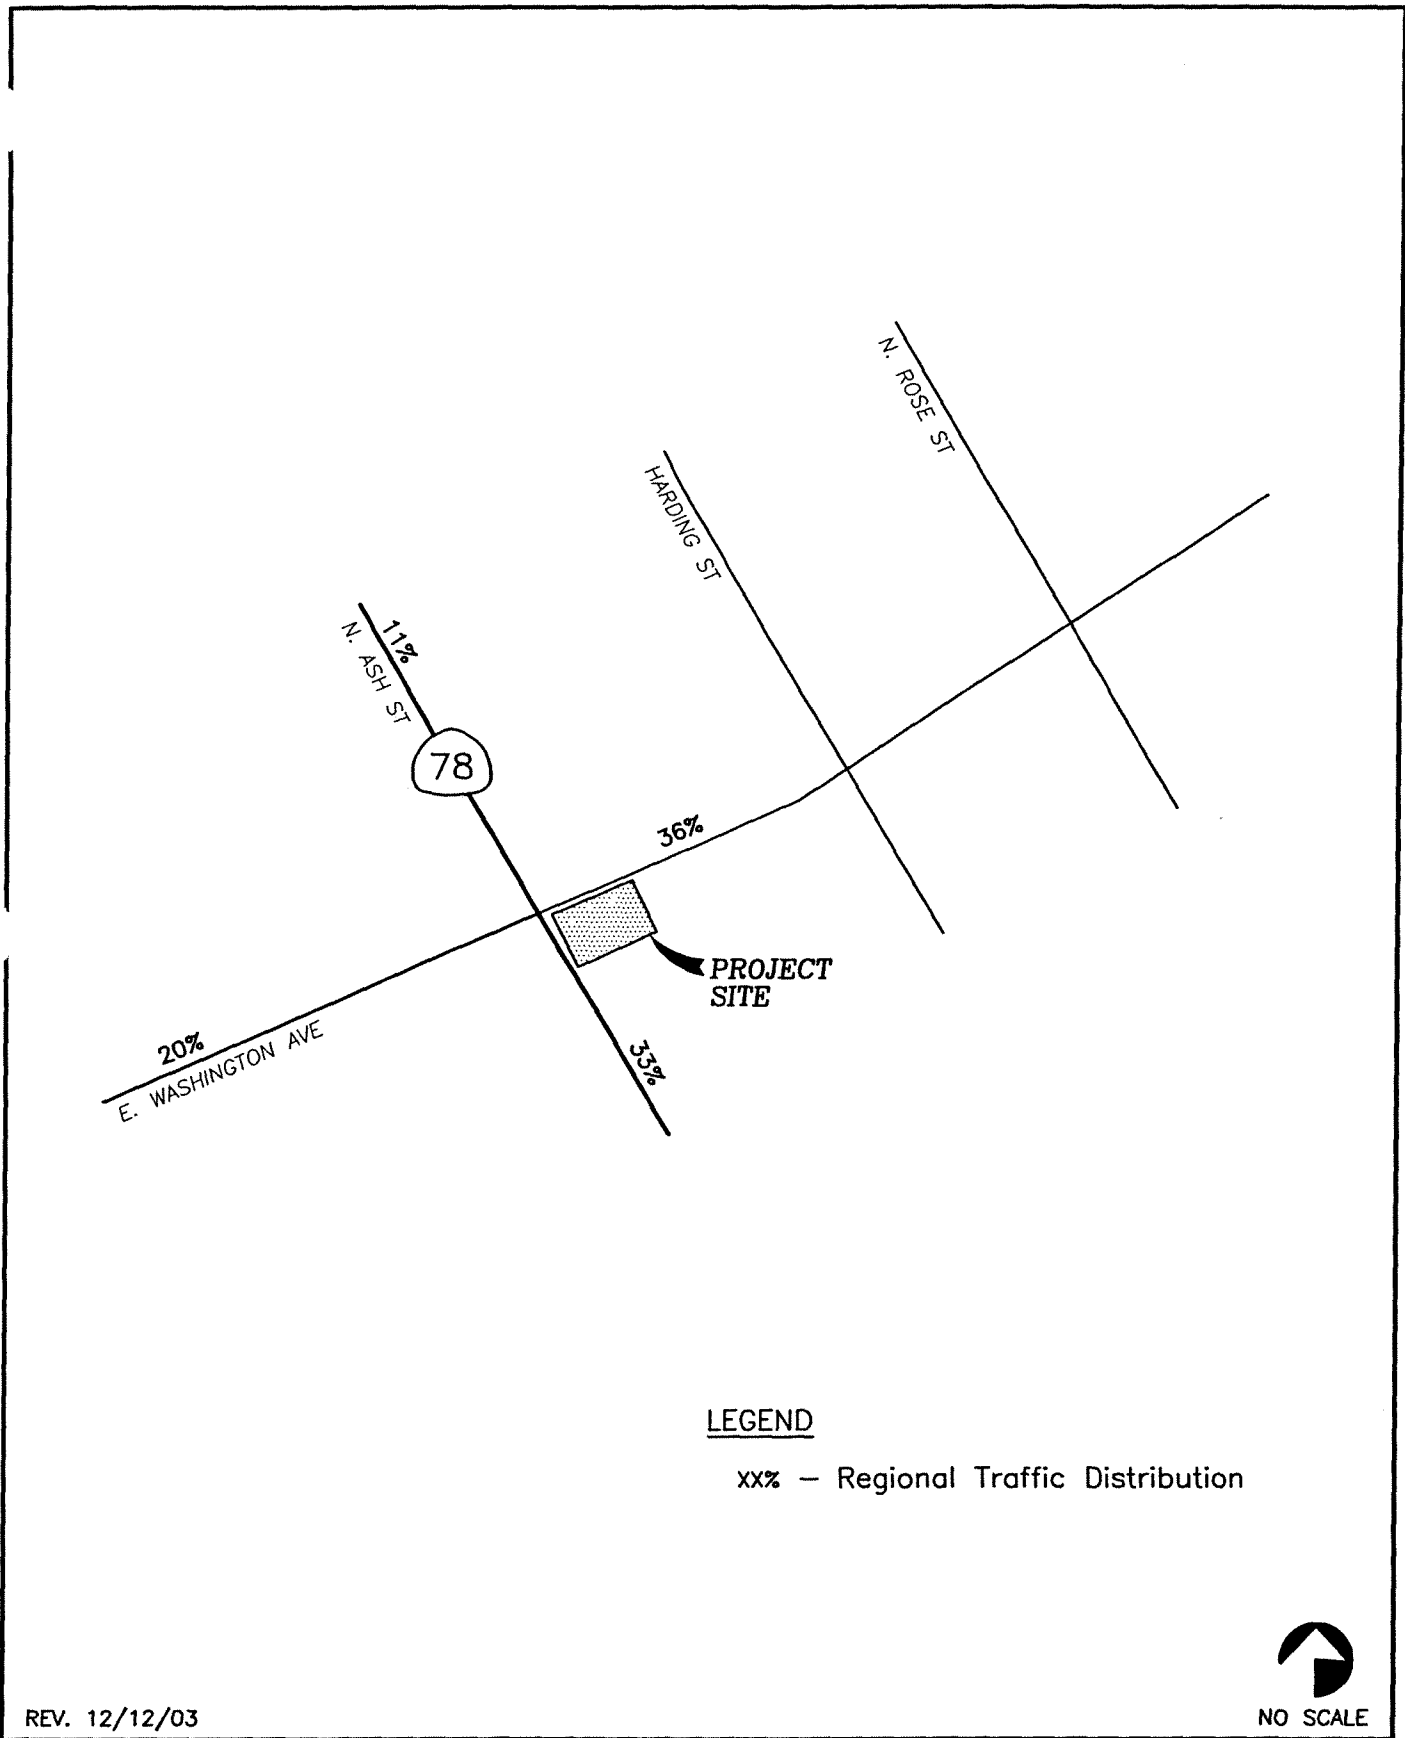 N. ROSE ST
HARDING ST
11%
N. ASH ST
78
36%
PROJECT
SITE
20%
E. WASHINGTON AVE
33%
LEGEND
XX% – Regional Traffic Distribution
REV. 12/12/03
NO SCALE